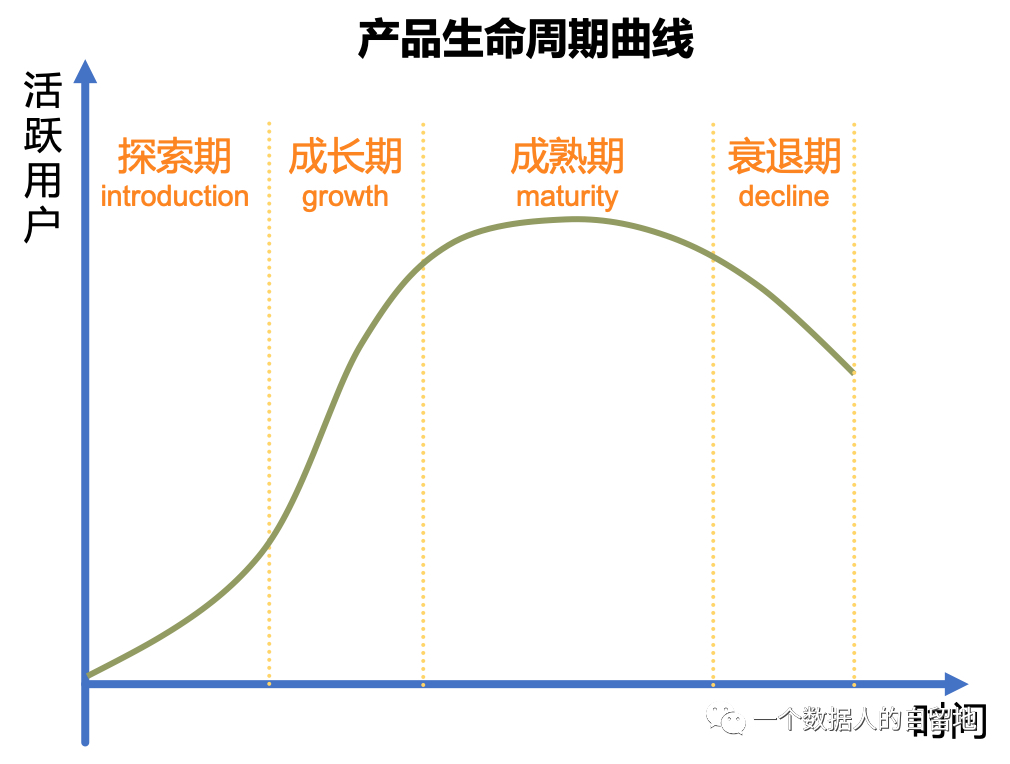 产品生命周期曲线
活跃用户
探索期
introduction
成长期
growth
成熟期
maturity
衰退期
decline
时间
一个数据人的自留地